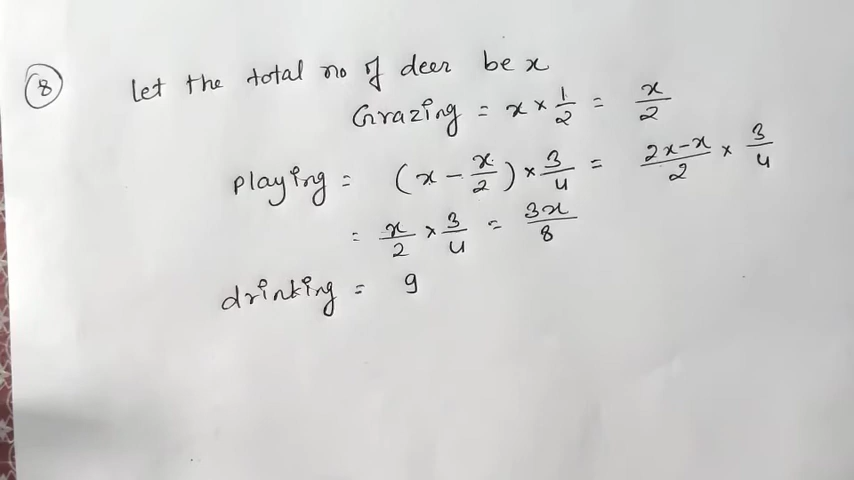 8 Let the total no of deer be x
Grazing = x × 1/2 = x/2
Playing = (x - x/2) × 3/4 = 2x-x/2 × 3/4
= x/2 × 3/4 = 3x/8
drinking = 9